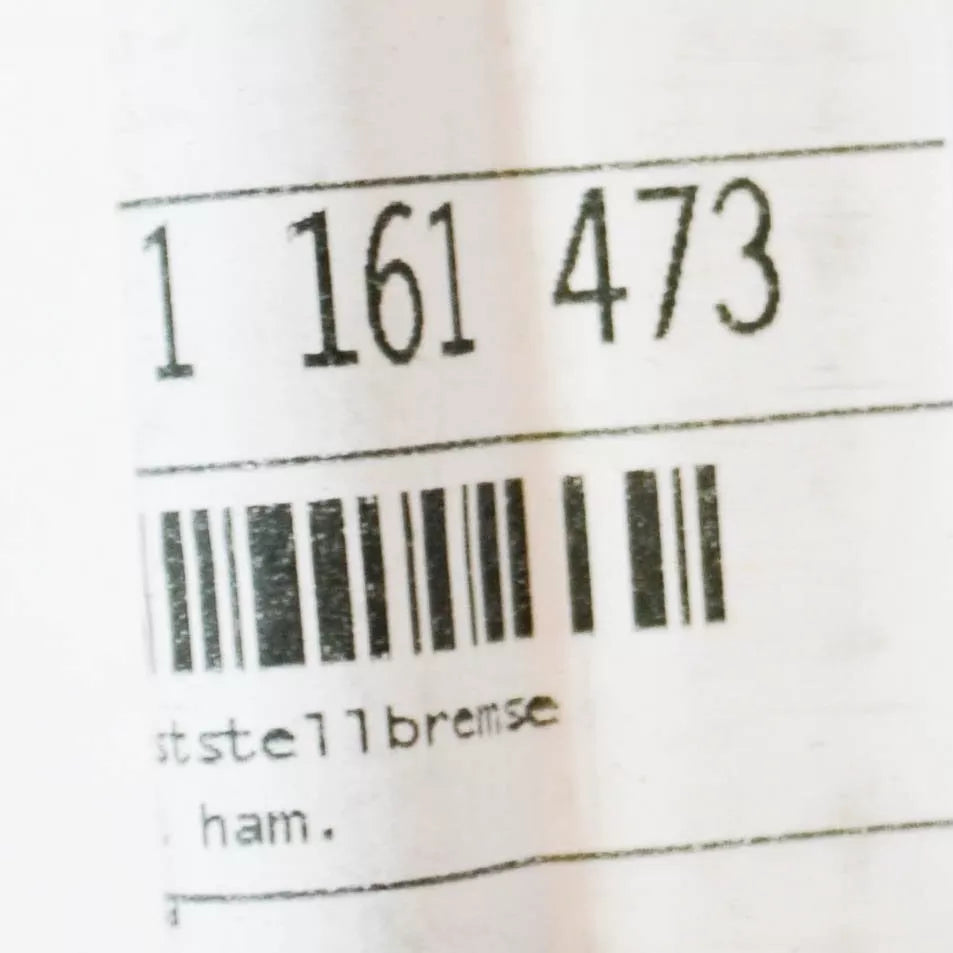 1 161 473
ststellbremse
. ham.